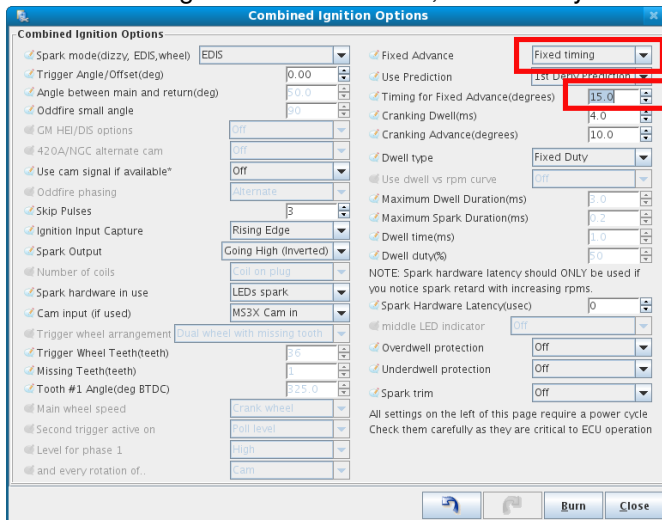 Combined Ignition Options
Combined Ignition Options
Spark mode(dizzy, EDIS,wheel) EDIS
Trigger Angle/Offset(deg) 0.00
Angle between main and return(deg) 50.0
Oddfire small angle 90
GM HEI/DIS options Off
420A/NGC alternate cam Off
Use cam signal if available* Off
Oddfire phasing Alternate
Skip Pulses 3
Ignition Input Capture Rising Edge
Spark Output Going High (Inverted)
Number of coils Coil on plug
Spark hardware in use LEDs spark
Cam input (if used) MS3X Cam in
Trigger wheel arrangement Dual wheel with missing tooth
Trigger Wheel Teeth(teeth) 36
Missing Teeth(teeth) 1
Tooth #1 Angle(deg BTDC) 325.0
Main wheel speed Crank wheel
Second trigger active on Poll level
Level for phase 1 High
and every rotation of.. Cam
Fixed Advance Fixed timing
Use Prediction 1st Deriv Prediction
Timing for Fixed Advance(degrees) 15.0
Cranking Dwell(ms) 4.0
Cranking Advance(degrees) 10.0
Dwell type Fixed Duty
Use dwell vs rpm curve Off
Maximum Dwell Duration(ms) 3.0
Maximum Spark Duration(ms) 0.2
Dwell time(ms) 1.0
Dwell duty(%) 50
NOTE: Spark hardware latency should ONLY be used if
you notice spark retard with increasing rpms.
Spark Hardware Latency(usec) 0
middle LED indicator Off
Overdwell protection Off
Underdwell protection Off
Spark trim Off
All settings on the left of this page require a power cycle
Check them carefully as they are critical to ECU operation
Burn Close